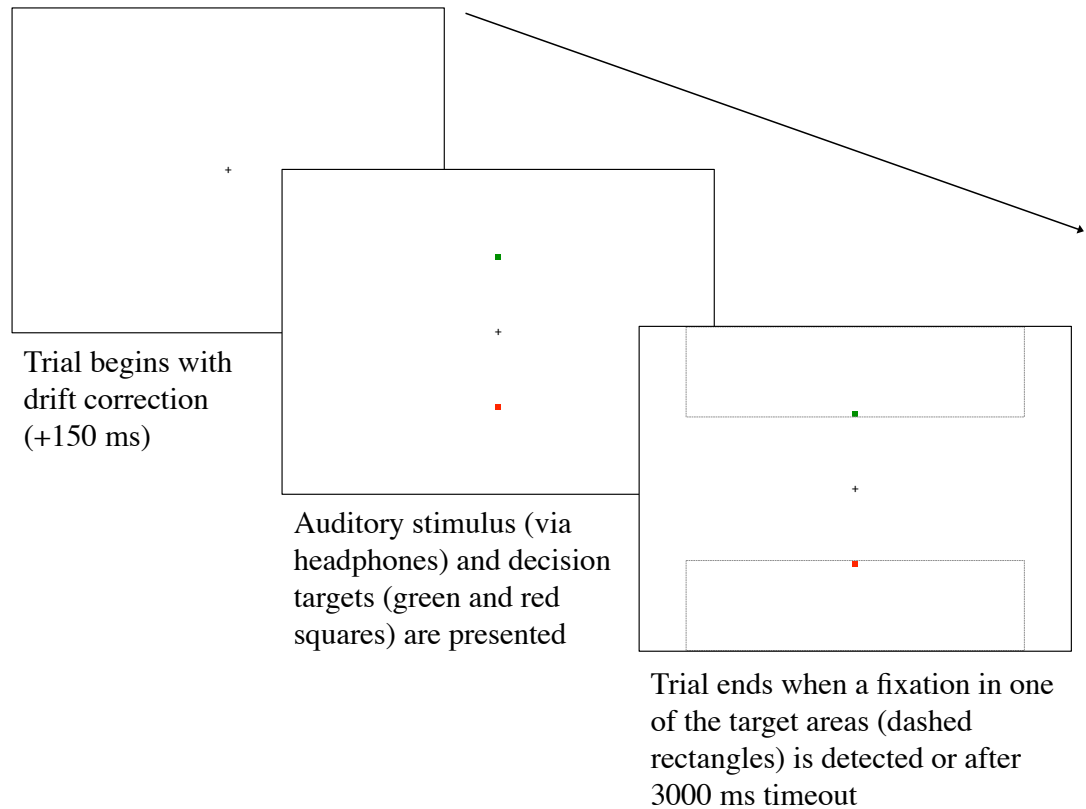 Trial begins with
drift correction
(+150 ms)
Auditory stimulus (via
headphones) and decision
targets (green and red
squares) are presented
Trial ends when a fixation in one
of the target areas (dashed
rectangles) is detected or after
3000 ms timeout